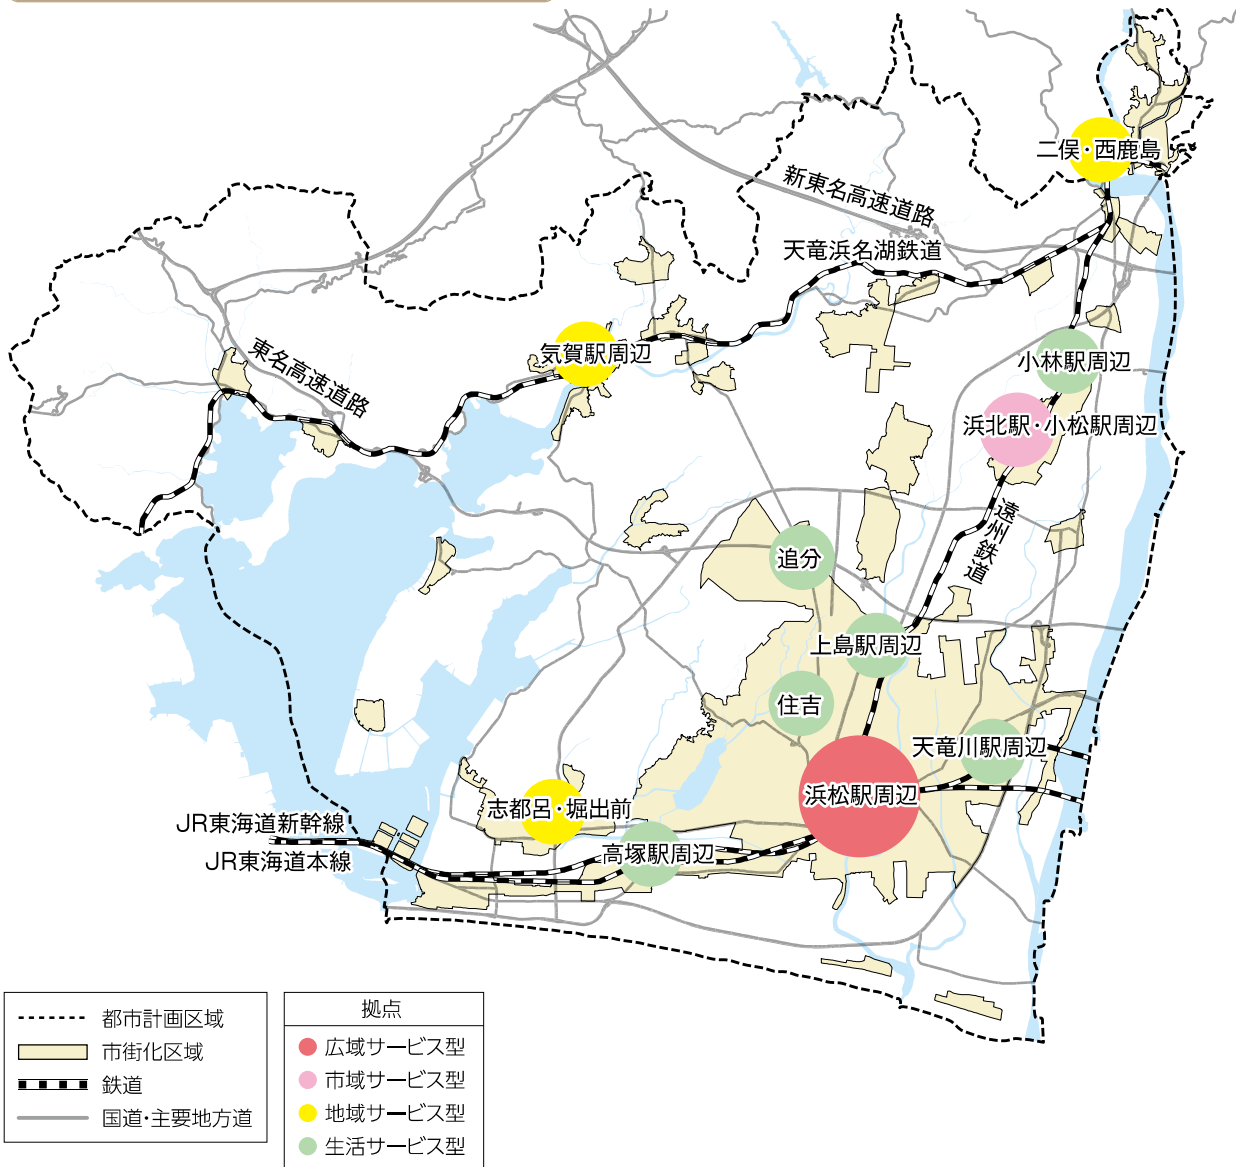 二俣・西鹿島
新東名高速道路
天竜浜名湖鉄道
気賀駅周辺
東名高速道路
小林駅周辺
浜北駅・小松駅周辺
遠州鉄道
追分
上島駅周辺
住吉
天竜川駅周辺
浜松駅周辺
志都呂・堀出前
JR東海道新幹線
高塚駅周辺
JR東海道本線
都市計画区域
市街化区域
鉄道
国道・主要地方道
拠点
広域サービス型
市域サービス型
地域サービス型
生活サービス型